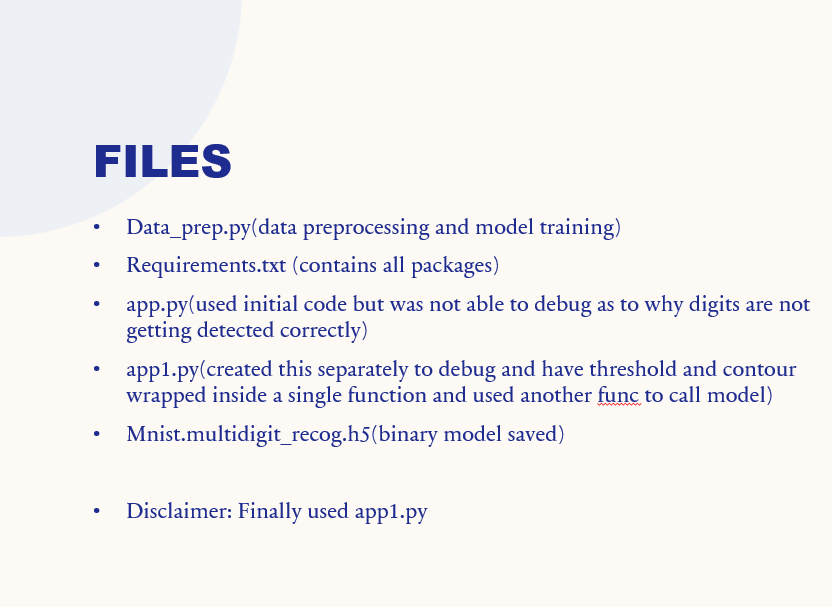 FILES
• Data_prep.py(data preprocessing and model training)
• Requirements.txt (contains all packages)
• app.py(used initial code but was not able to debug as to why digits are not
getting detected correctly)
• app1.py(created this separately to debug and have threshold and contour
wrapped inside a single function and used another func to call model)
• Mnist.multidigit_recog.h5(binary model saved)
• Disclaimer: Finally used app1.py